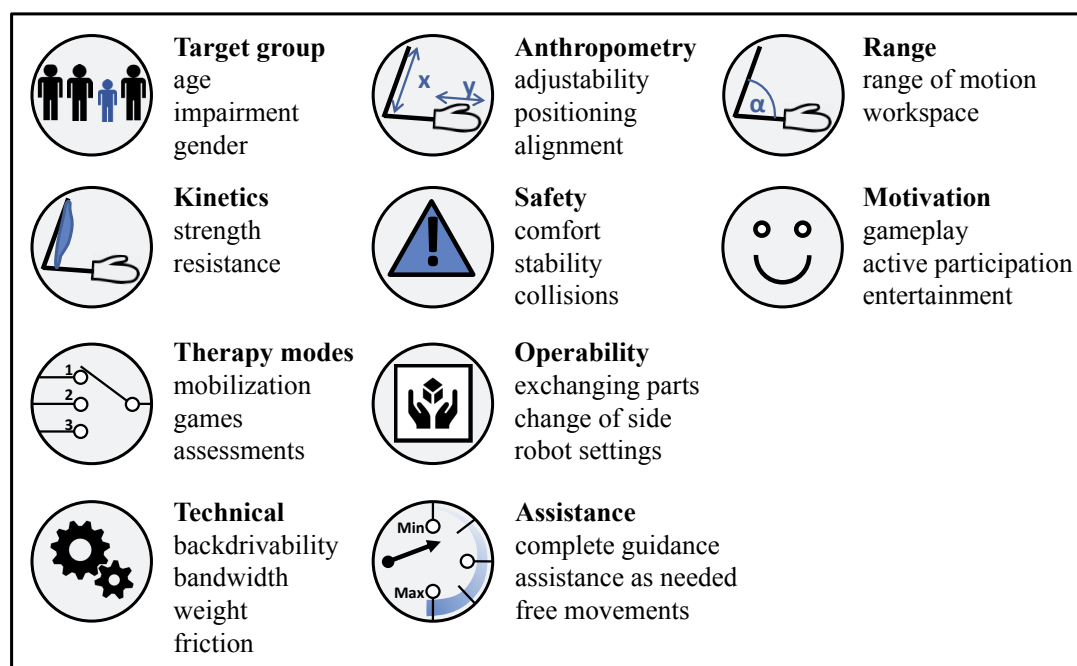 Target group
age
impairment
gender
x
y
Anthropometry
adjustability
positioning
alignment
α
Range
range of motion
workspace
Kinetics
strength
resistance
!
Safety
comfort
stability
collisions
Motivation
gameplay
active participation
entertainment
1
2
3
Therapy modes
mobilization
games
assessments
Operability
exchanging parts
change of side
robot settings
Technical
backdrivability
bandwidth
weight
friction
Min
Max
Assistance
complete guidance
assistance as needed
free movements